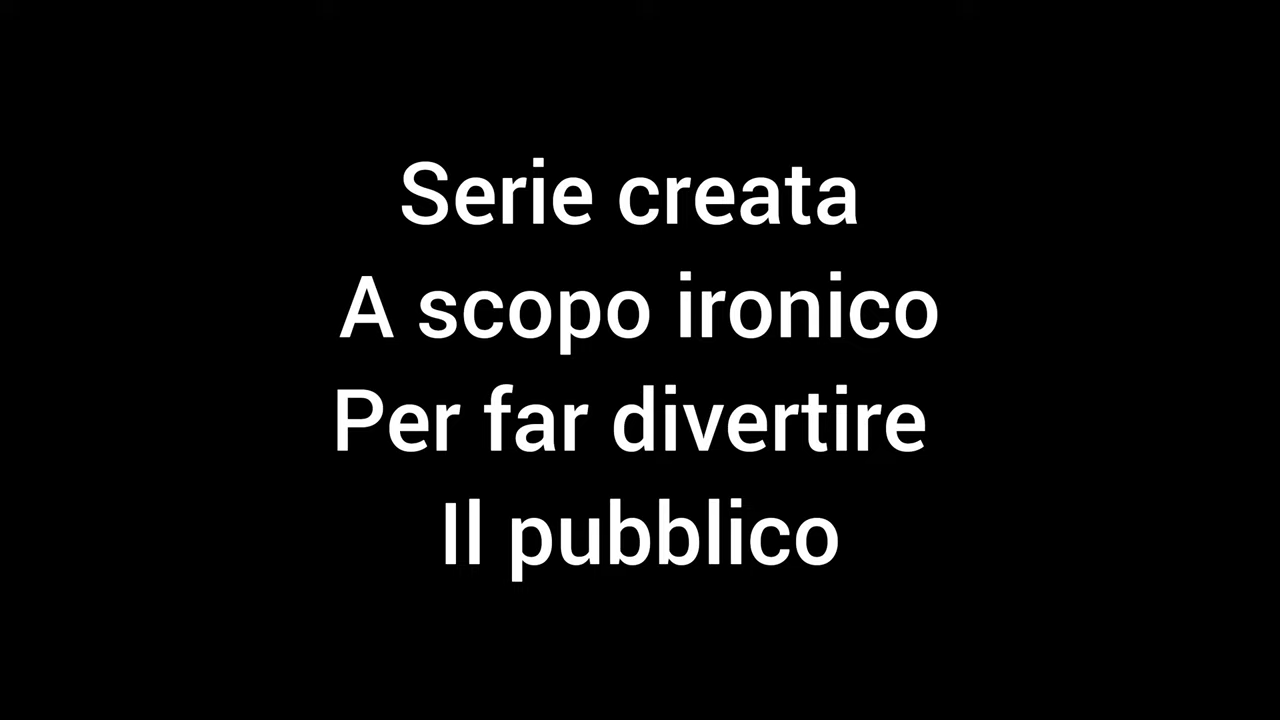 Serie creata
A scopo ironico
Per far divertire
Il pubblico